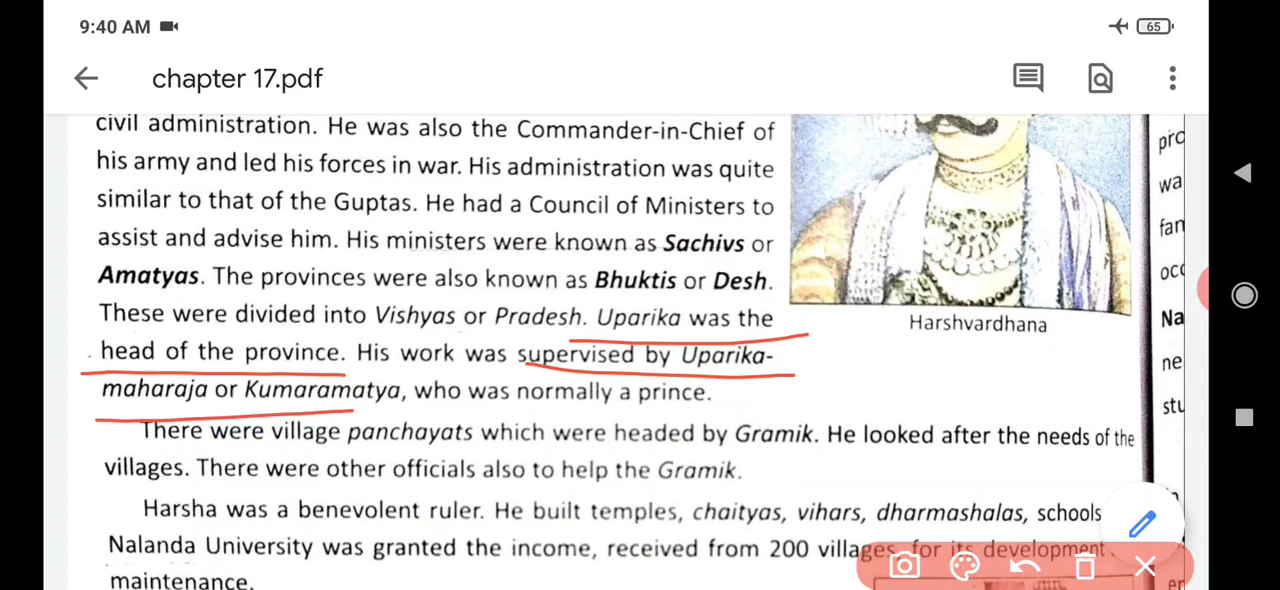 9:40 AM
65
chapter 17.pdf
civil administration. He was also the Commander-in-Chief of
his army and led his forces in war. His administration was quite
similar to that of the Guptas. He had a Council of Ministers to
assist and advise him. His ministers were known as Sachivs or
Amatyas. The provinces were also known as Bhuktis or Desh.
These were divided into Vishyas or Pradesh. Uparika was the
head of the province. His work was supervised by Uparika-
maharaja or Kumaramatya, who was normally a prince.
Harshvardhana
There were village panchayats which were headed by Gramik. He looked after the needs of the
villages. There were other officials also to help the Gramik.
Harsha was a benevolent ruler. He built temples, chaityas, vihars, dharmashalas, schools
Nalanda University was granted the income, received from 200 villages, for its development
maintenance.
pro
wa
fan
occ
Na
ne
stu